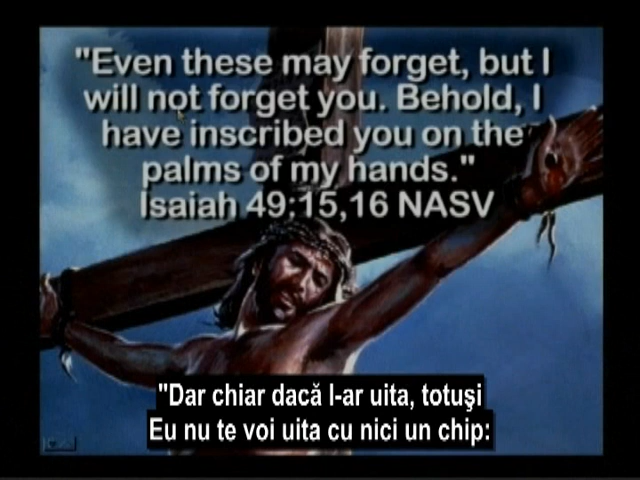 "Even these may forget, but I
will not forget you. Behold, I
have inscribed you on the
palms of my hands."
Isaiah 49:15,16 NASV
"Dar chiar dacă l-ar uita, totuşi
Eu nu te voi uita cu nici un chip: